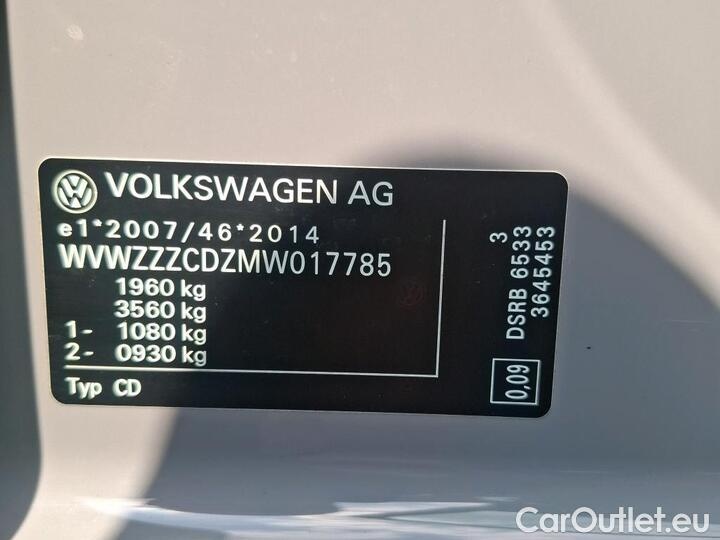 VOLKSWAGEN AG
e1*2007/46*2014
WVWZZZCDZMW017785
1960 kg
3560 kg
1- 1080 kg
2- 0930 kg
Typ CD
3
DSRB 6533
3645453
0,09
CarOutlet.eu